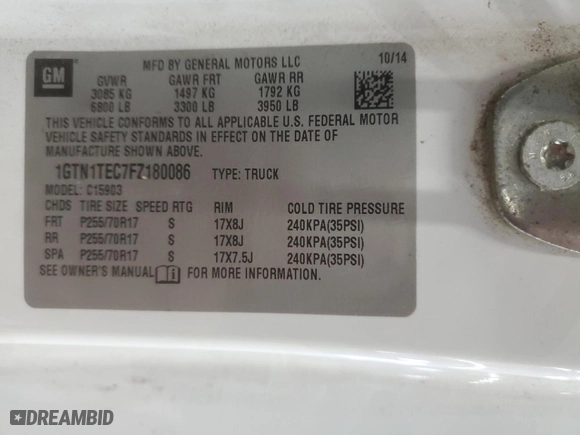 GM
MFD BY GENERAL MOTORS LLC 10/14
GVWR GAWR FRT GAWR RR
3085 KG 1497 KG 1792 KG
6800 LB 3300 LB 3950 LB
THIS VEHICLE CONFORMS TO ALL APPLICABLE U.S. FEDERAL MOTOR
VEHICLE SAFETY STANDARDS IN EFFECT ON THE DATE OF
MANUFACTURE SHOWN ABOVE.
1GTN1TEC7FZ180086 TYPE: TRUCK
MODEL: C15903
CHDS TIRE SIZE SPEED RTG RIM COLD TIRE PRESSURE
FRT P255/70R17 S 17X8J 240KPA(35PSI)
RR P255/70R17 S 17X8J 240KPA(35PSI)
SPA P255/70R17 S 17X7.5J 240KPA(35PSI)
SEE OWNER'S MANUAL FOR MORE INFORMATION.
DREAMBID